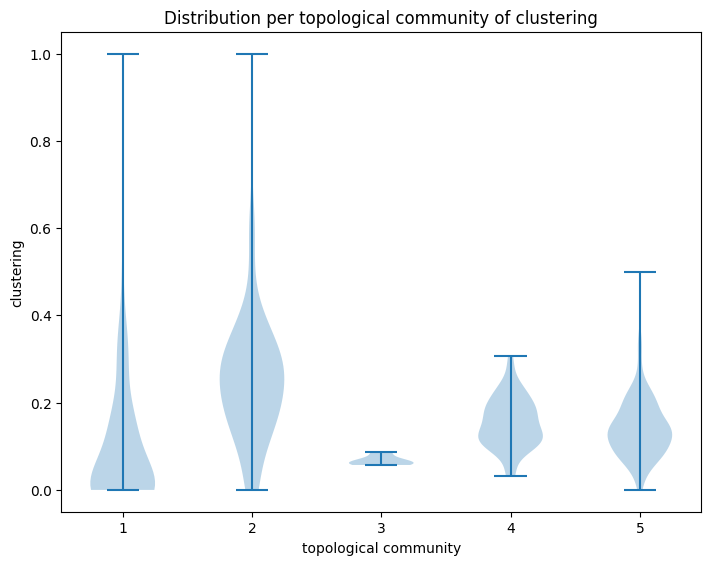 Distribution per topological community of clustering
1.0
0.8
0.6
0.4
0.2
0.0
clustering
1 2 3 4 5
topological community